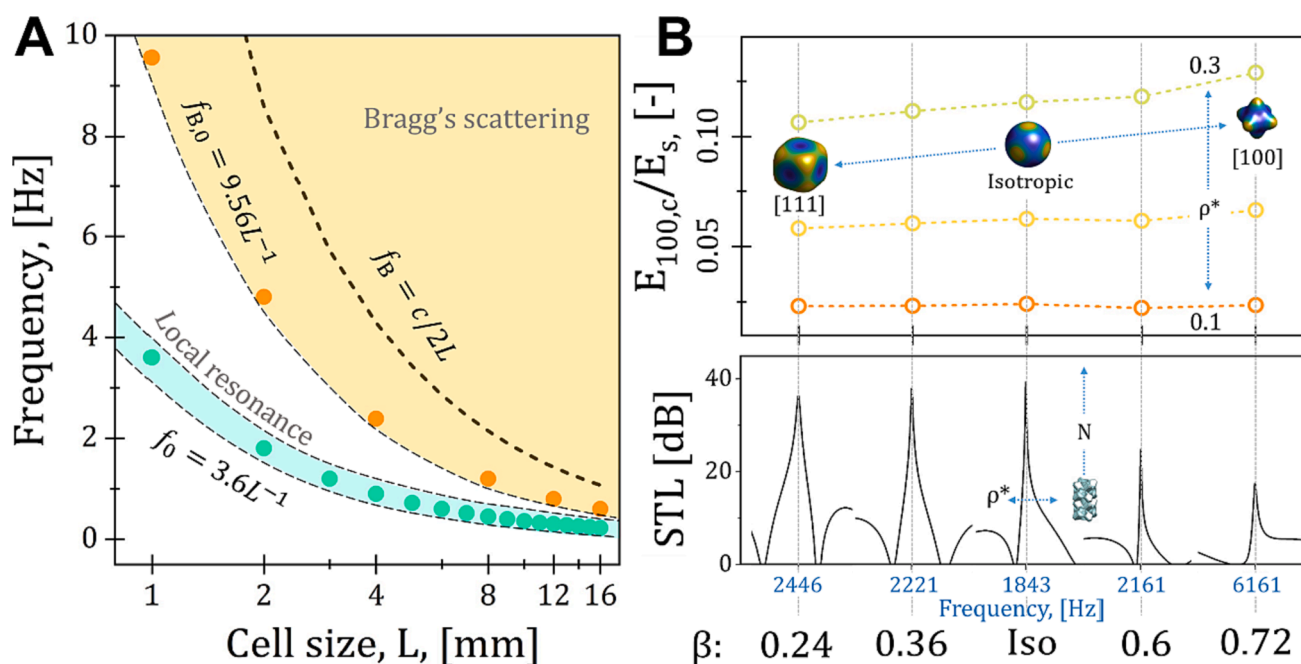 A
10
8
6
4
2
0
Frequency, [Hz]
Bragg's scattering
f_B,0 = 9.56L⁻¹
f_B = c/2L
Local resonance
f_0 = 3.6L⁻¹
1 2 4 8 12 16
Cell size, L, [mm]
B
E_100,c/E_s, [-]
0.10
0.05
0.3
[111]
Isotropic
[100]
ρ*
0.1
STL [dB]
40
20
0
N
ρ*
2446 2221 1843 2161 6161
Frequency, [Hz]
β: 0.24 0.36 Iso 0.6 0.72